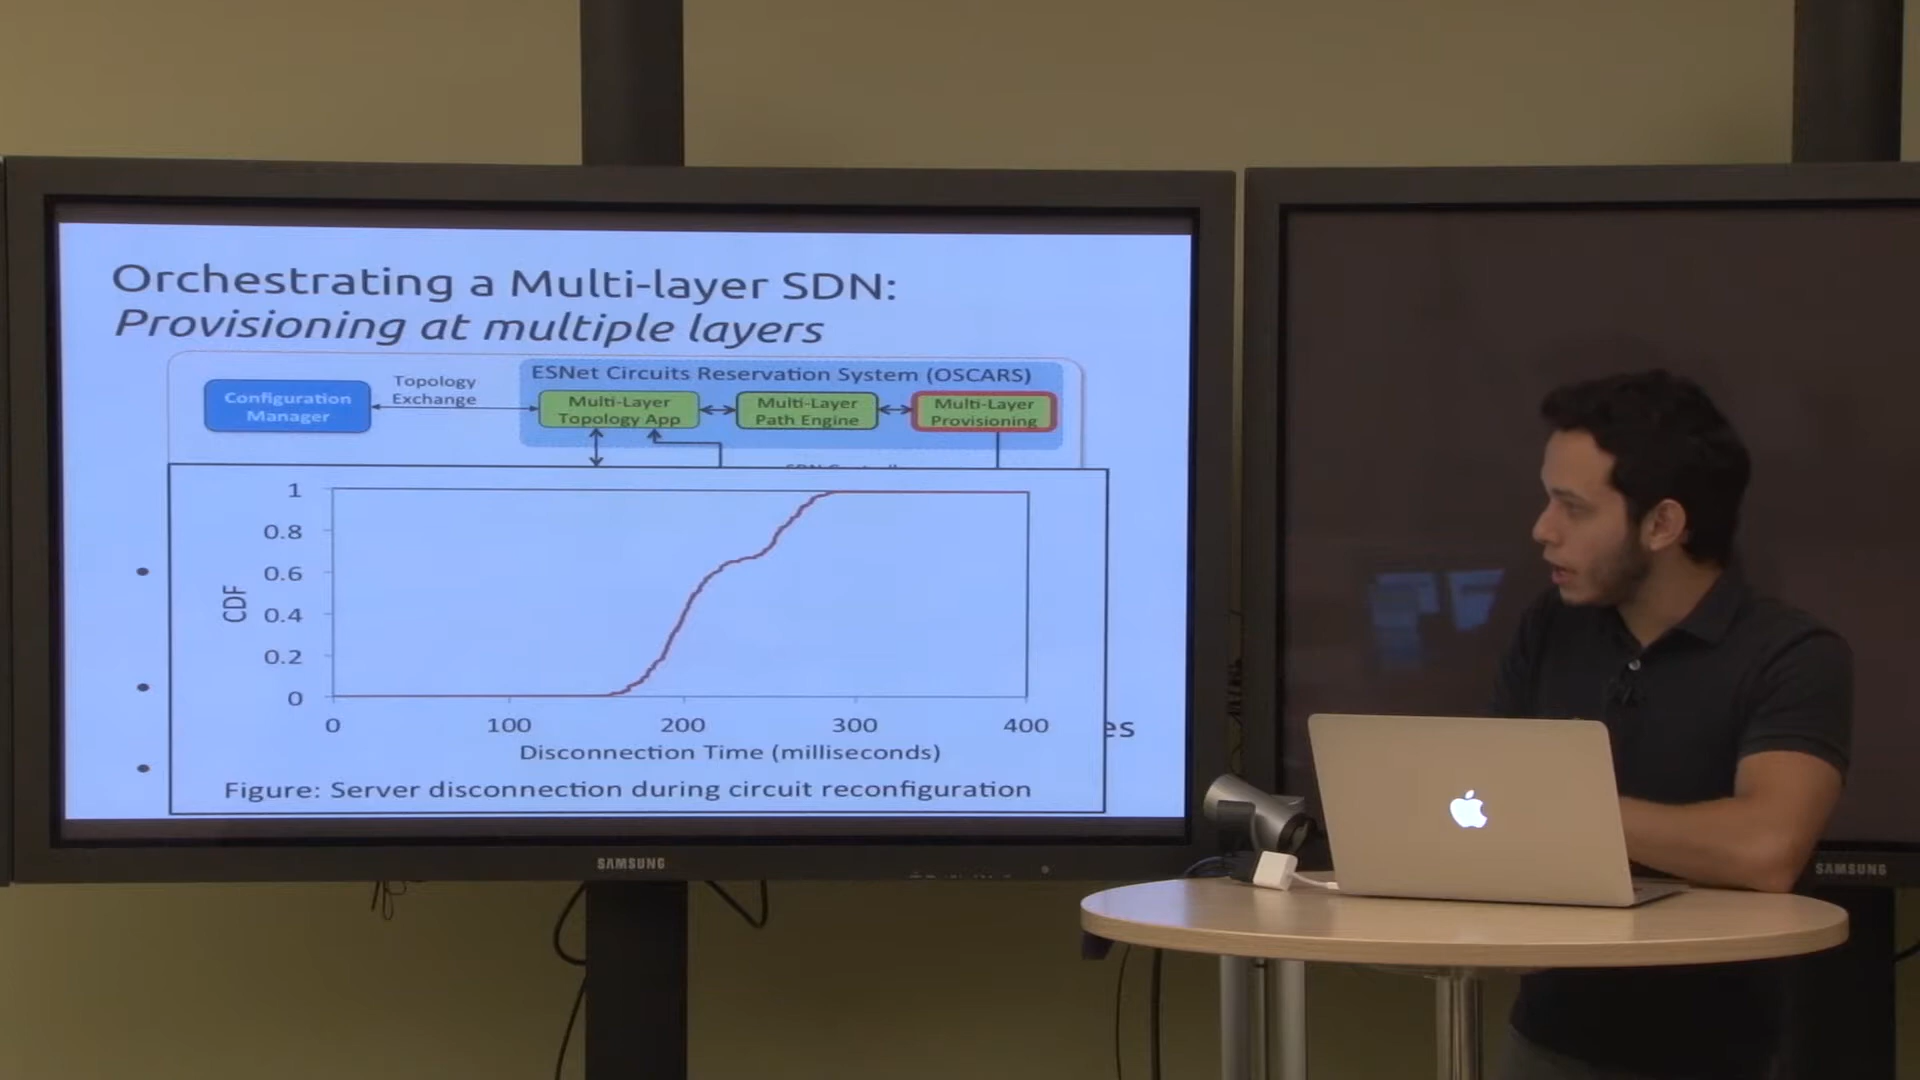 Orchestrating a Multi-layer SDN:
Provisioning at multiple layers
ESNet Circuits Reservation System (OSCARS)
Configuration
Manager
Topology
Exchange
Multi-Layer
Topology App
Multi-Layer
Path Engine
Multi-Layer
Provisioning
1
0.8
0.6
0.4
0.2
0
CDF
0
100
200
300
400
es
Disconnection Time (milliseconds)
Figure: Server disconnection during circuit reconfiguration
SAMSUNG
SAMSUNG